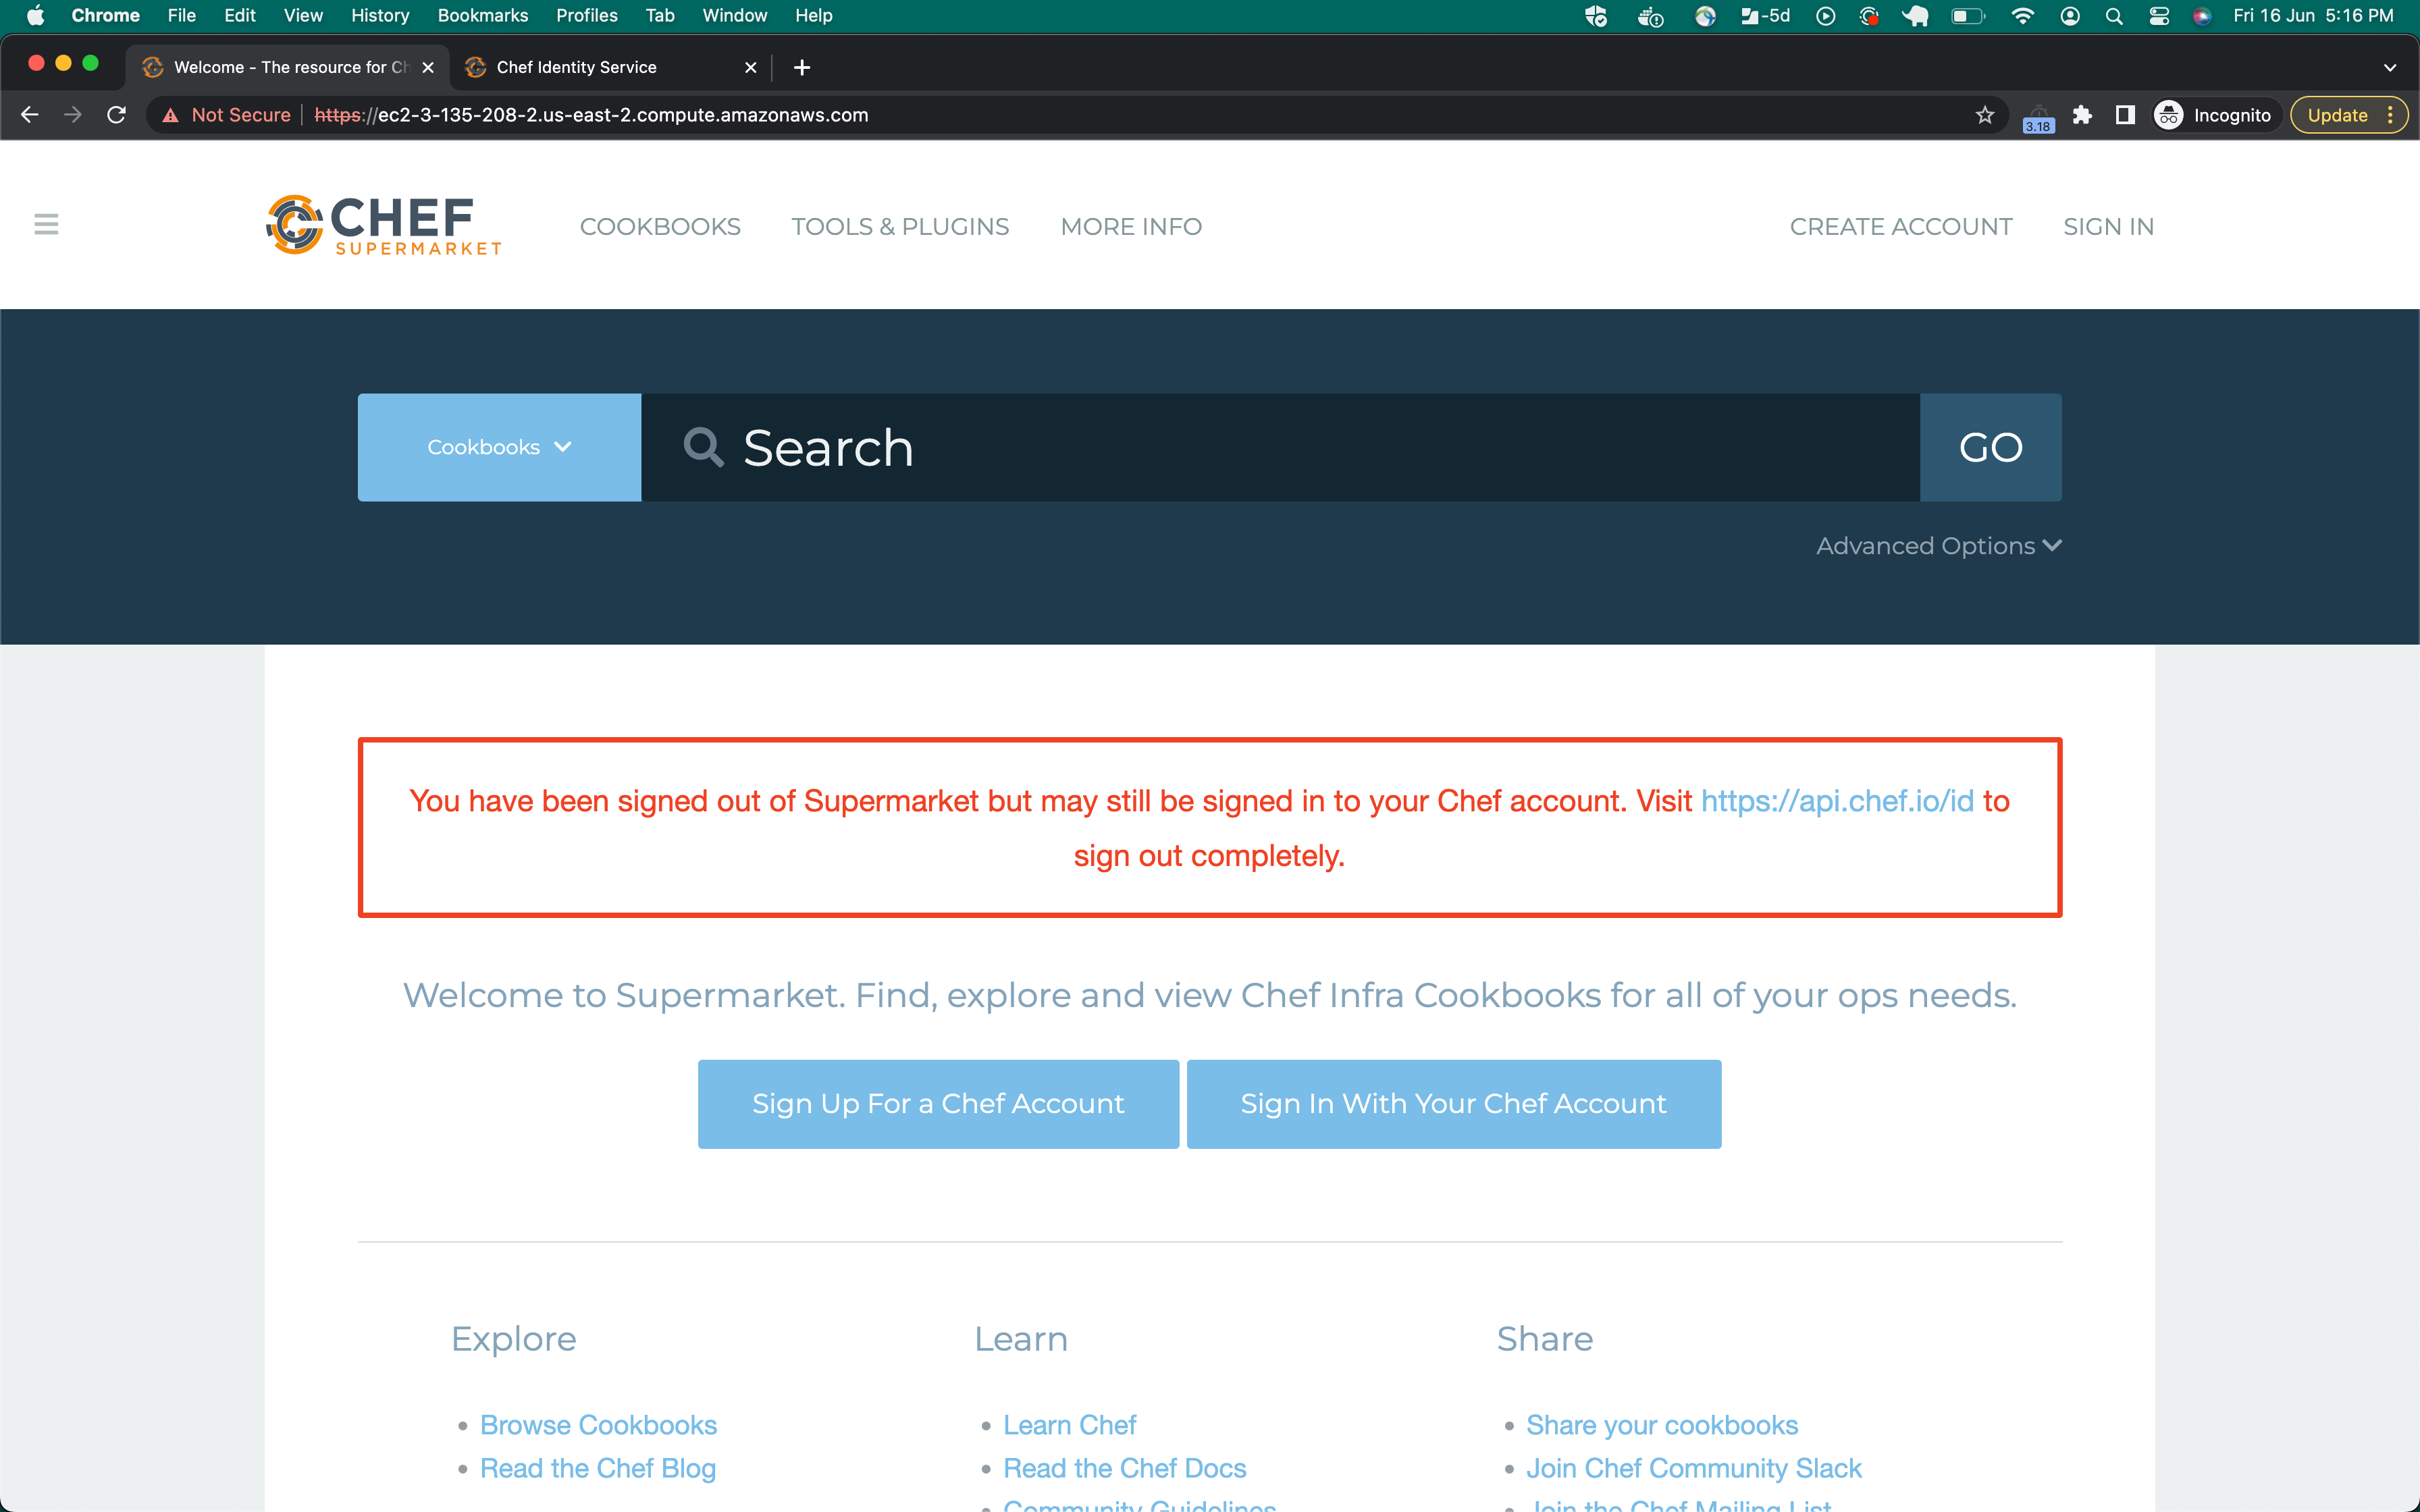 Chrome File Edit View History Bookmarks Profiles Tab Window Help -5d Fri 16 Jun 5:16 PM
Welcome - The resource for Ch Chef Identity Service
Not Secure https://ec2-3-135-208-2.us-east-2.compute.amazonaws.com 3.18 Incognito Update
CHEF
SUPERMARKET
COOKBOOKS TOOLS & PLUGINS MORE INFO CREATE ACCOUNT SIGN IN
Cookbooks Search GO
Advanced Options
You have been signed out of Supermarket but may still be signed in to your Chef account. Visit https://api.chef.io/id to
sign out completely.
Welcome to Supermarket. Find, explore and view Chef Infra Cookbooks for all of your ops needs.
Sign Up For a Chef Account Sign In With Your Chef Account
Explore Learn Share
Browse Cookbooks Learn Chef Share your cookbooks
Read the Chef Blog Read the Chef Docs Join Chef Community Slack
Community Guidelines Join the Chef Mailing List